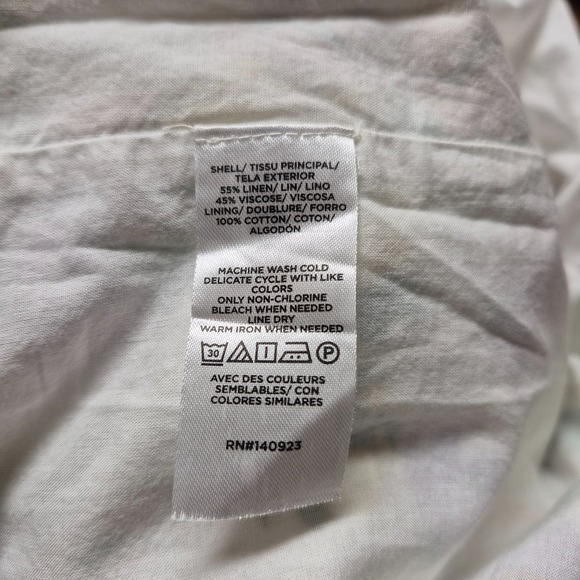 SHELL/ TISSU PRINCIPAL/
TELA EXTERIOR
55% LINEN/ LIN/ LINO
45% VISCOSE/ VISCOSA
LINING/ DOUBLURE/ FORRO
100% COTTON/ COTON/
ALGODÓN
MACHINE WASH COLD
DELICATE CYCLE WITH LIKE
COLORS
ONLY NON-CHLORINE
BLEACH WHEN NEEDED
LINE DRY
WARM IRON WHEN NEEDED
30 P
AVEC DES COULEURS
SEMBLABLES/ CON
COLORES SIMILARES
RN#140923